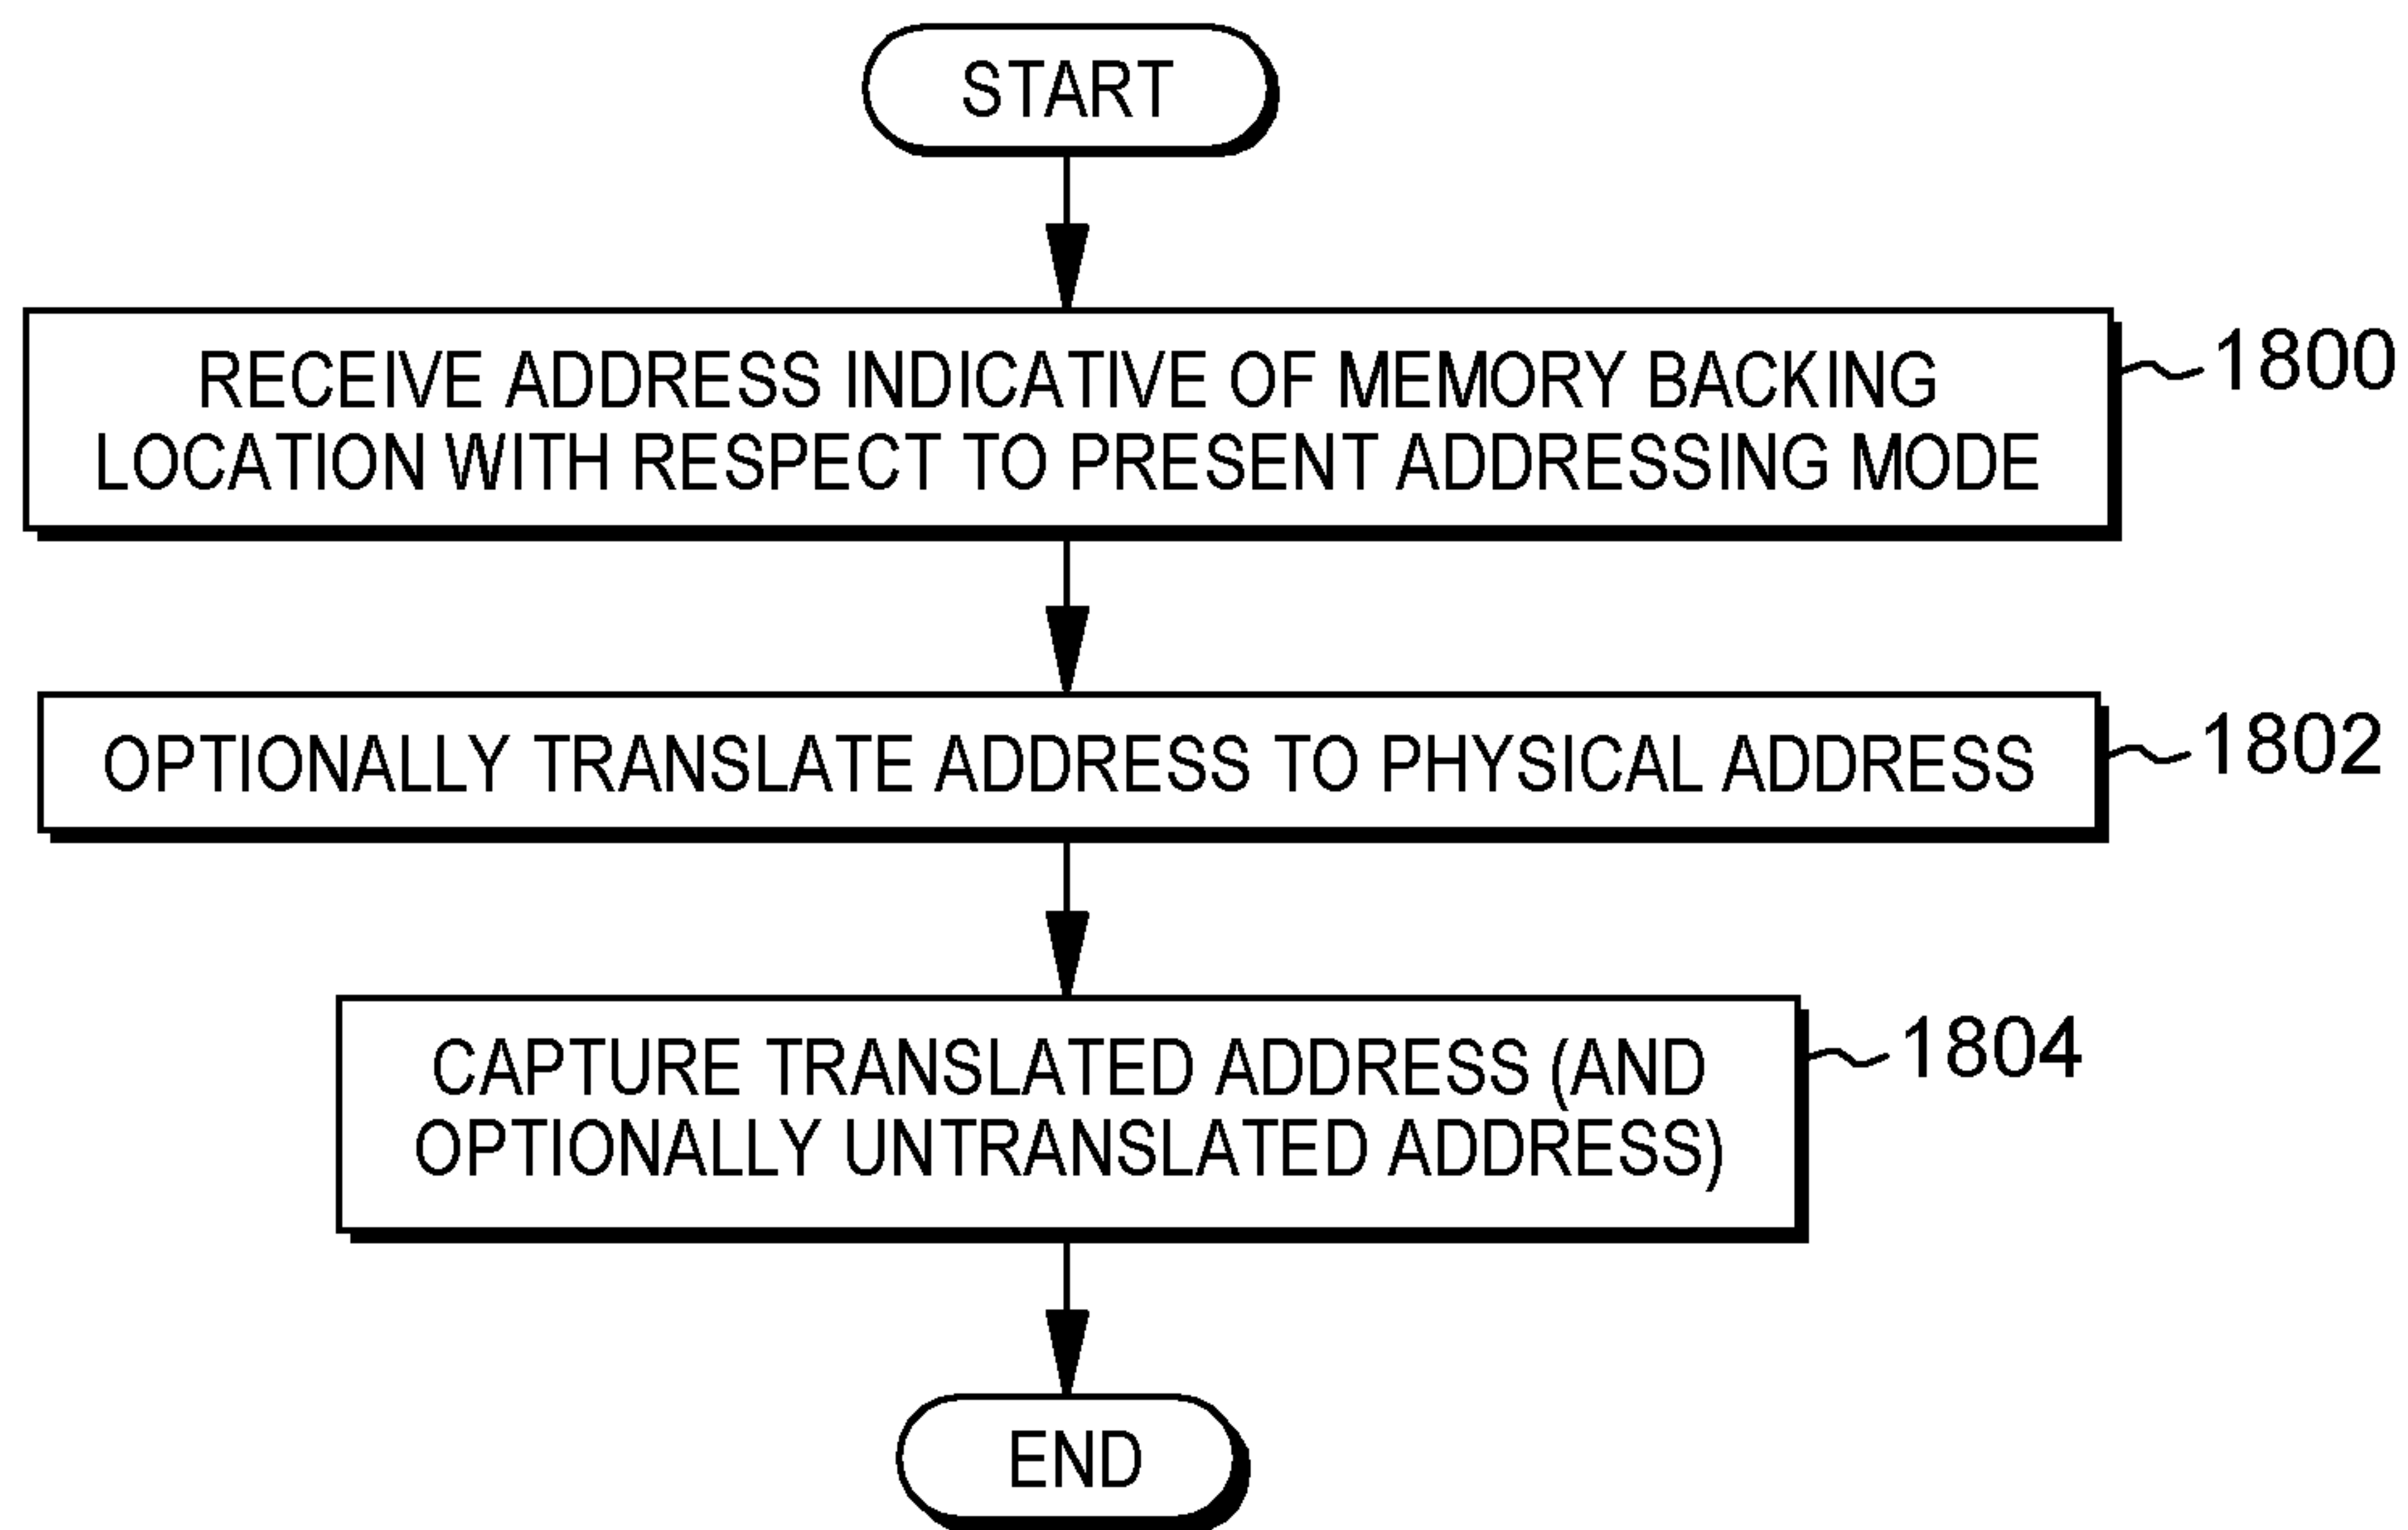 START
RECEIVE ADDRESS INDICATIVE OF MEMORY BACKING
LOCATION WITH RESPECT TO PRESENT ADDRESSING MODE
1800
OPTIONALLY TRANSLATE ADDRESS TO PHYSICAL ADDRESS
1802
CAPTURE TRANSLATED ADDRESS (AND
OPTIONALLY UNTRANSLATED ADDRESS)
1804
END